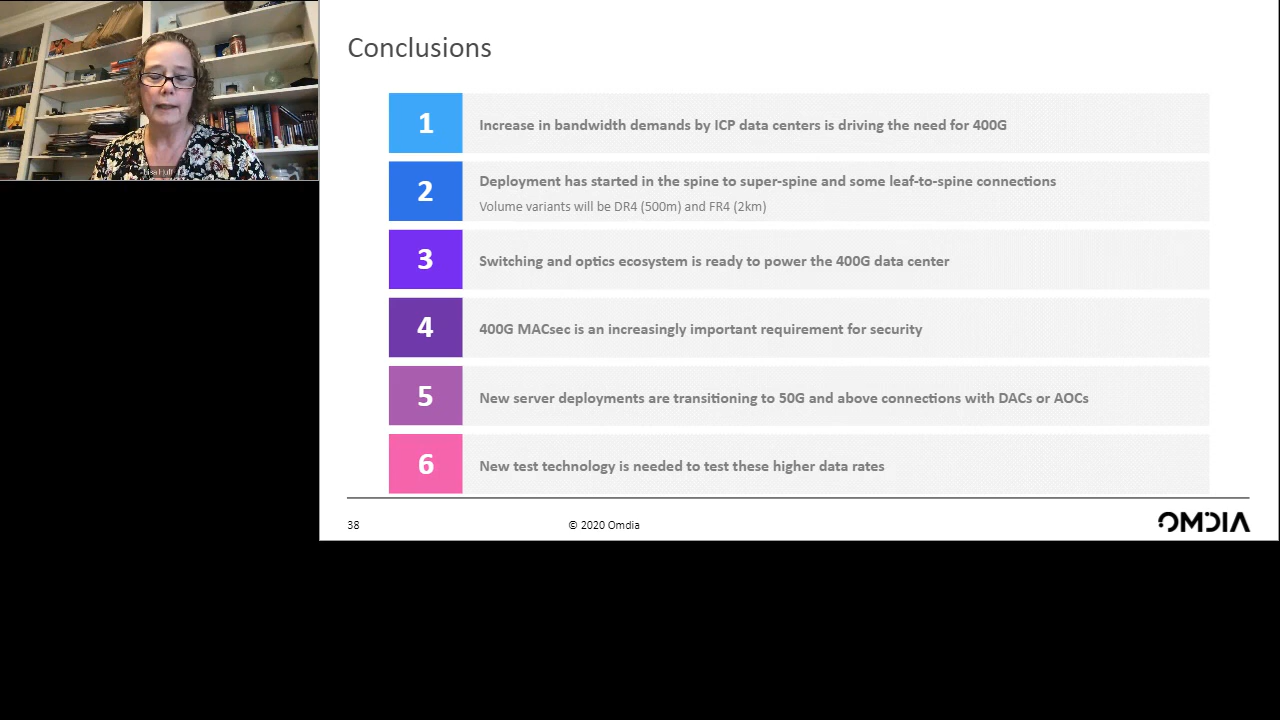 Conclusions
1
Increase in bandwidth demands by ICP data centers is driving the need for 400G
2
Deployment has started in the spine to super-spine and some leaf-to-spine connections
Volume variants will be DR4 (500m) and FR4 (2km)
3
Switching and optics ecosystem is ready to power the 400G data center
4
400G MACsec is an increasingly important requirement for security
5
New server deployments are transitioning to 50G and above connections with DACs or AOCs
6
New test technology is needed to test these higher data rates
38
© 2020 Omdia
OMDIA